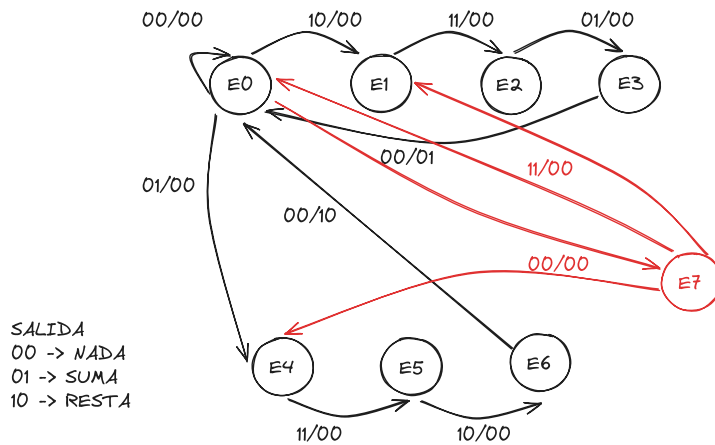 00/00
10/00
11/00
01/00
E0
E1
E2
E3
00/01
11/00
01/00
00/10
00/00
E7
SALIDA
00 -> NADA
01 -> SUMA
10 -> RESTA
E4
E5
E6
11/00
10/00